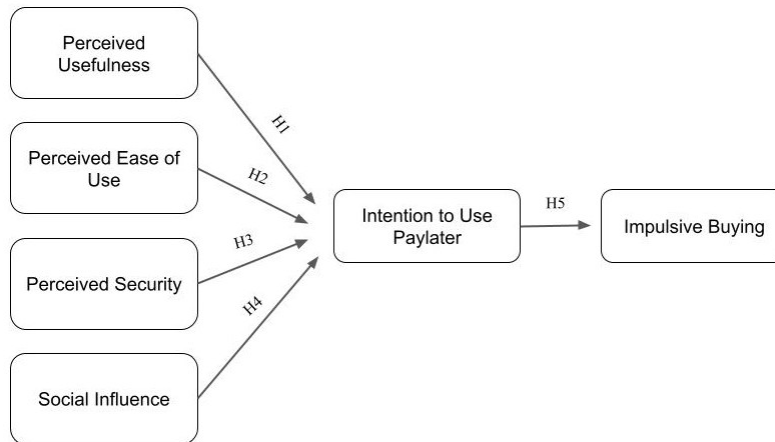 Perceived
Usefulness
H1
Perceived Ease of
Use
H2
Intention to Use
Paylater
H5
Impulsive Buying
H3
Perceived Security
H4
Social Influence